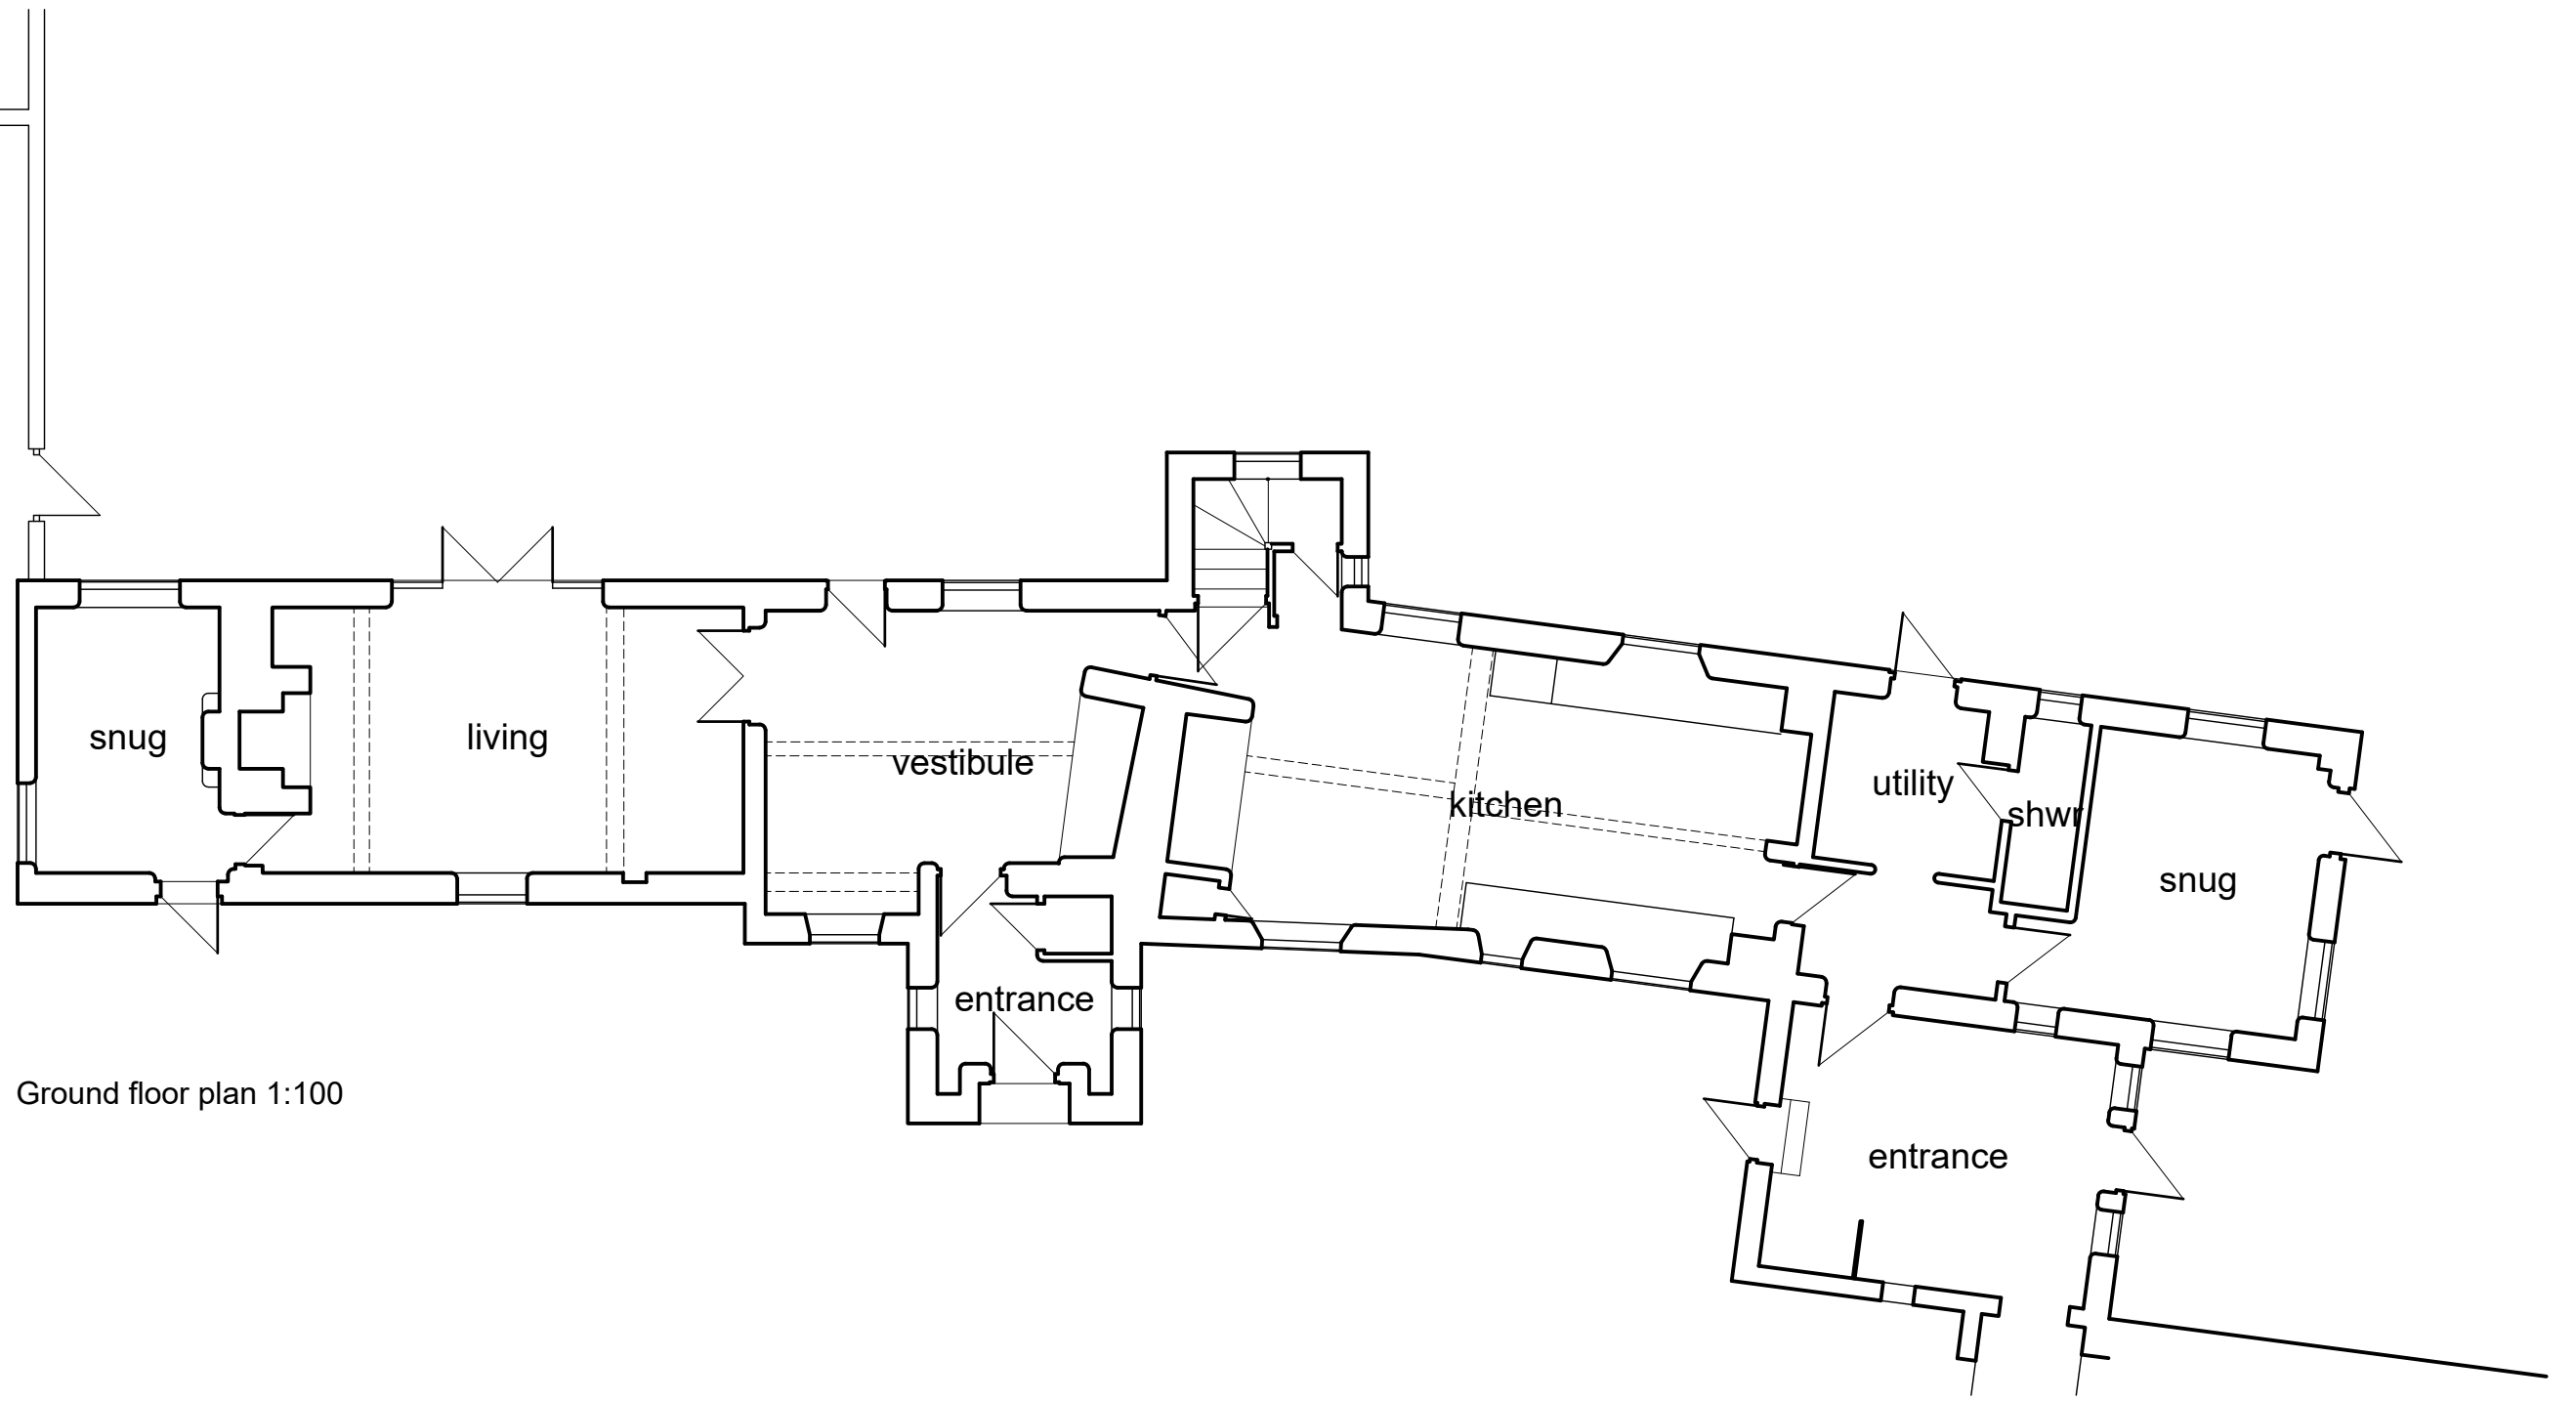 snug
living
vestibule
kitchen
utility
shwr
snug
entrance
entrance
Ground floor plan 1:100